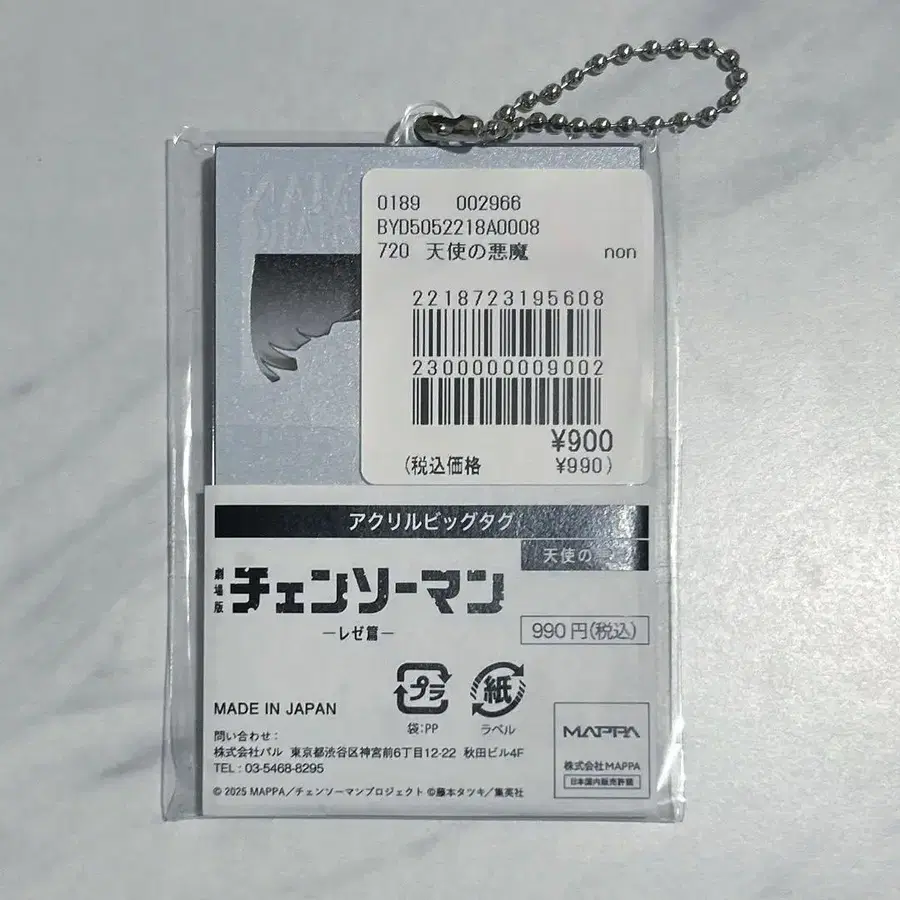 0189 002966
BYD5052218A0008
720 天使の悪魔 non
2218723195608
2300000009002
¥900
(税込価格 ¥990)
アクリルビッグタグ
天使の
劇場版
チェンソーマン
―レゼ篇―
990円(税込)
プラ
紙
袋:PP
ラベル
MADE IN JAPAN
問い合わせ:
株式会社パル 東京都渋谷区神宮前6丁目12-22 秋田ビル4F
TEL : 03-5468-8295
© 2025 MAPPA/チェンソーマンプロジェクト ©藤本タツキ/集英社
MAPPA
株式会社MAPPA
日本国内販売許諾